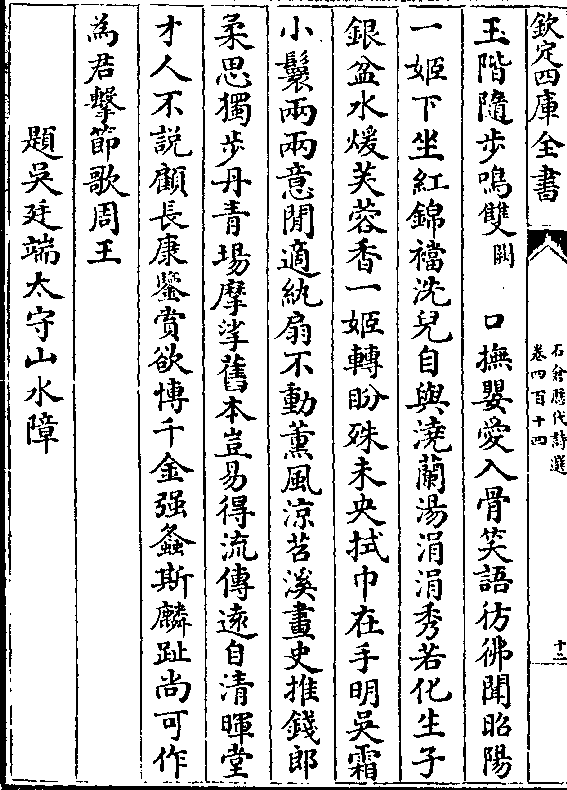 欽定四庫全書
石倉歷代詩選
卷四百十四
十二
玉階隨步鳴雙闕　口撫嬰愛入骨笑語彷彿聞昭陽
一姬下坐紅錦襠洗兒自與澆蘭湯涓涓秀若化生子
銀盆水煖芙蓉香一姬轉盼殊未央拭巾在手明吳霜
小鬟兩兩意閒適紈扇不動薰風涼苕溪畫史推錢郎
柔思獨步丹青場摩挲舊本豈易得流傳遠自清暉堂
才人不說顧長康鑒賞欲博千金强螽斯麟趾尚可作
為君擊節歌周王
題吳廷端太守山水障